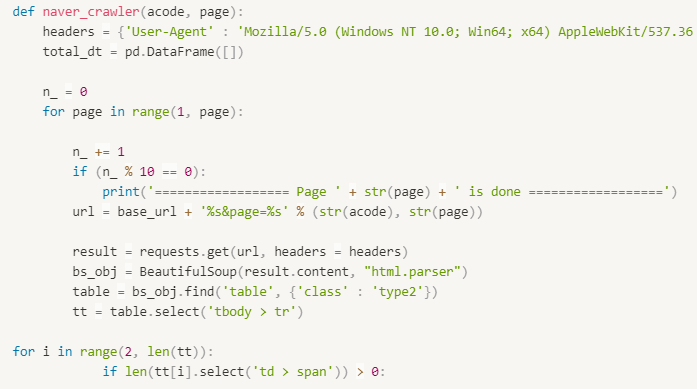 def naver_crawler(acode, page):
    headers = {'User-Agent' : 'Mozilla/5.0 (Windows NT 10.0; Win64; x64) AppleWebKit/537.36
    total_dt = pd.DataFrame([])
    n_ = 0
    for page in range(1, page):
        n_ += 1
        if (n_ % 10 == 0):
            print('================== Page ' + str(page) + ' is done ==================')
        url = base_url + '%s&page=%s' % (str(acode), str(page))
        result = requests.get(url, headers = headers)
        bs_obj = BeautifulSoup(result.content, "html.parser")
        table = bs_obj.find('table', {'class' : 'type2'})
        tt = table.select('tbody > tr')
for i in range(2, len(tt)):
            if len(tt[i].select('td > span')) > 0: